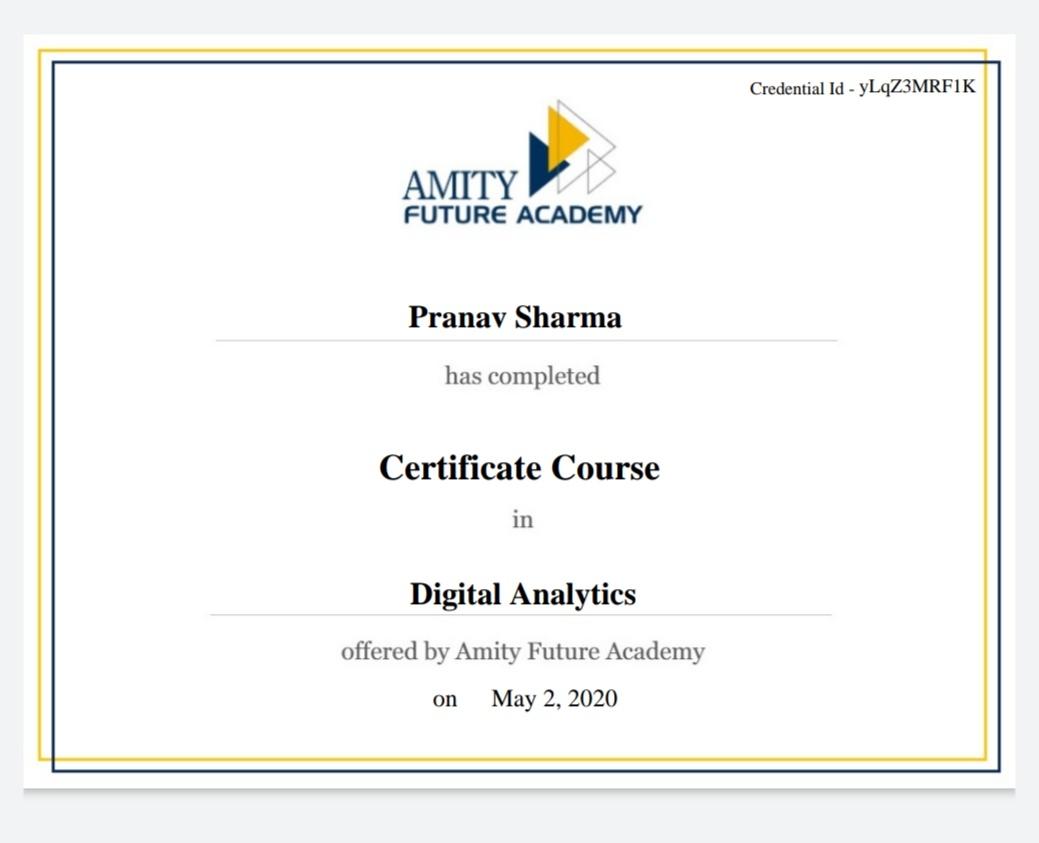 Credential Id - yLqZ3MRF1K
AMITY
FUTURE ACADEMY
Pranav Sharma
has completed
Certificate Course
in
Digital Analytics
offered by Amity Future Academy
on May 2, 2020